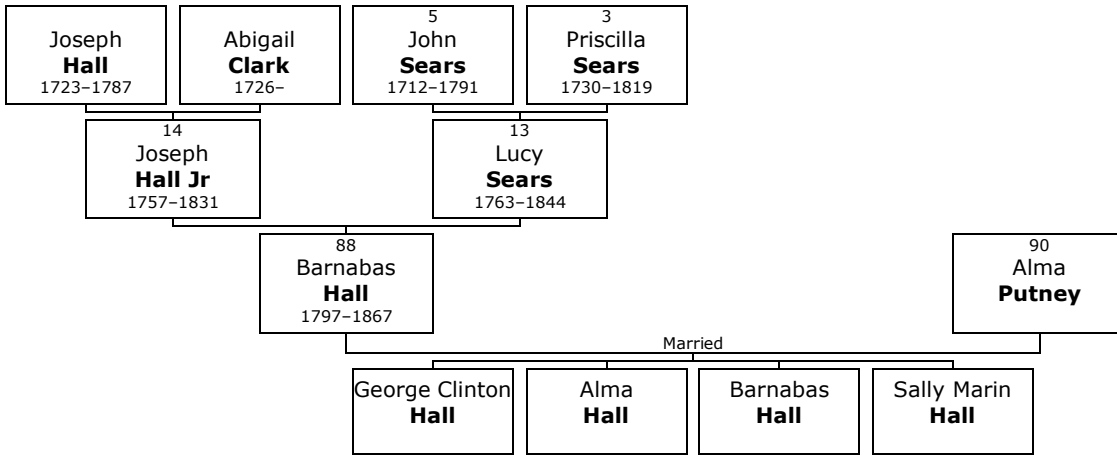 Joseph
Hall
1723–1787
Abigail
Clark
1726–
5
John
Sears
1712–1791
3
Priscilla
Sears
1730–1819
14
Joseph
Hall Jr
1757–1831
13
Lucy
Sears
1763–1844
88
Barnabas
Hall
1797–1867
90
Alma
Putney
Married
George Clinton
Hall
Alma
Hall
Barnabas
Hall
Sally Marin
Hall